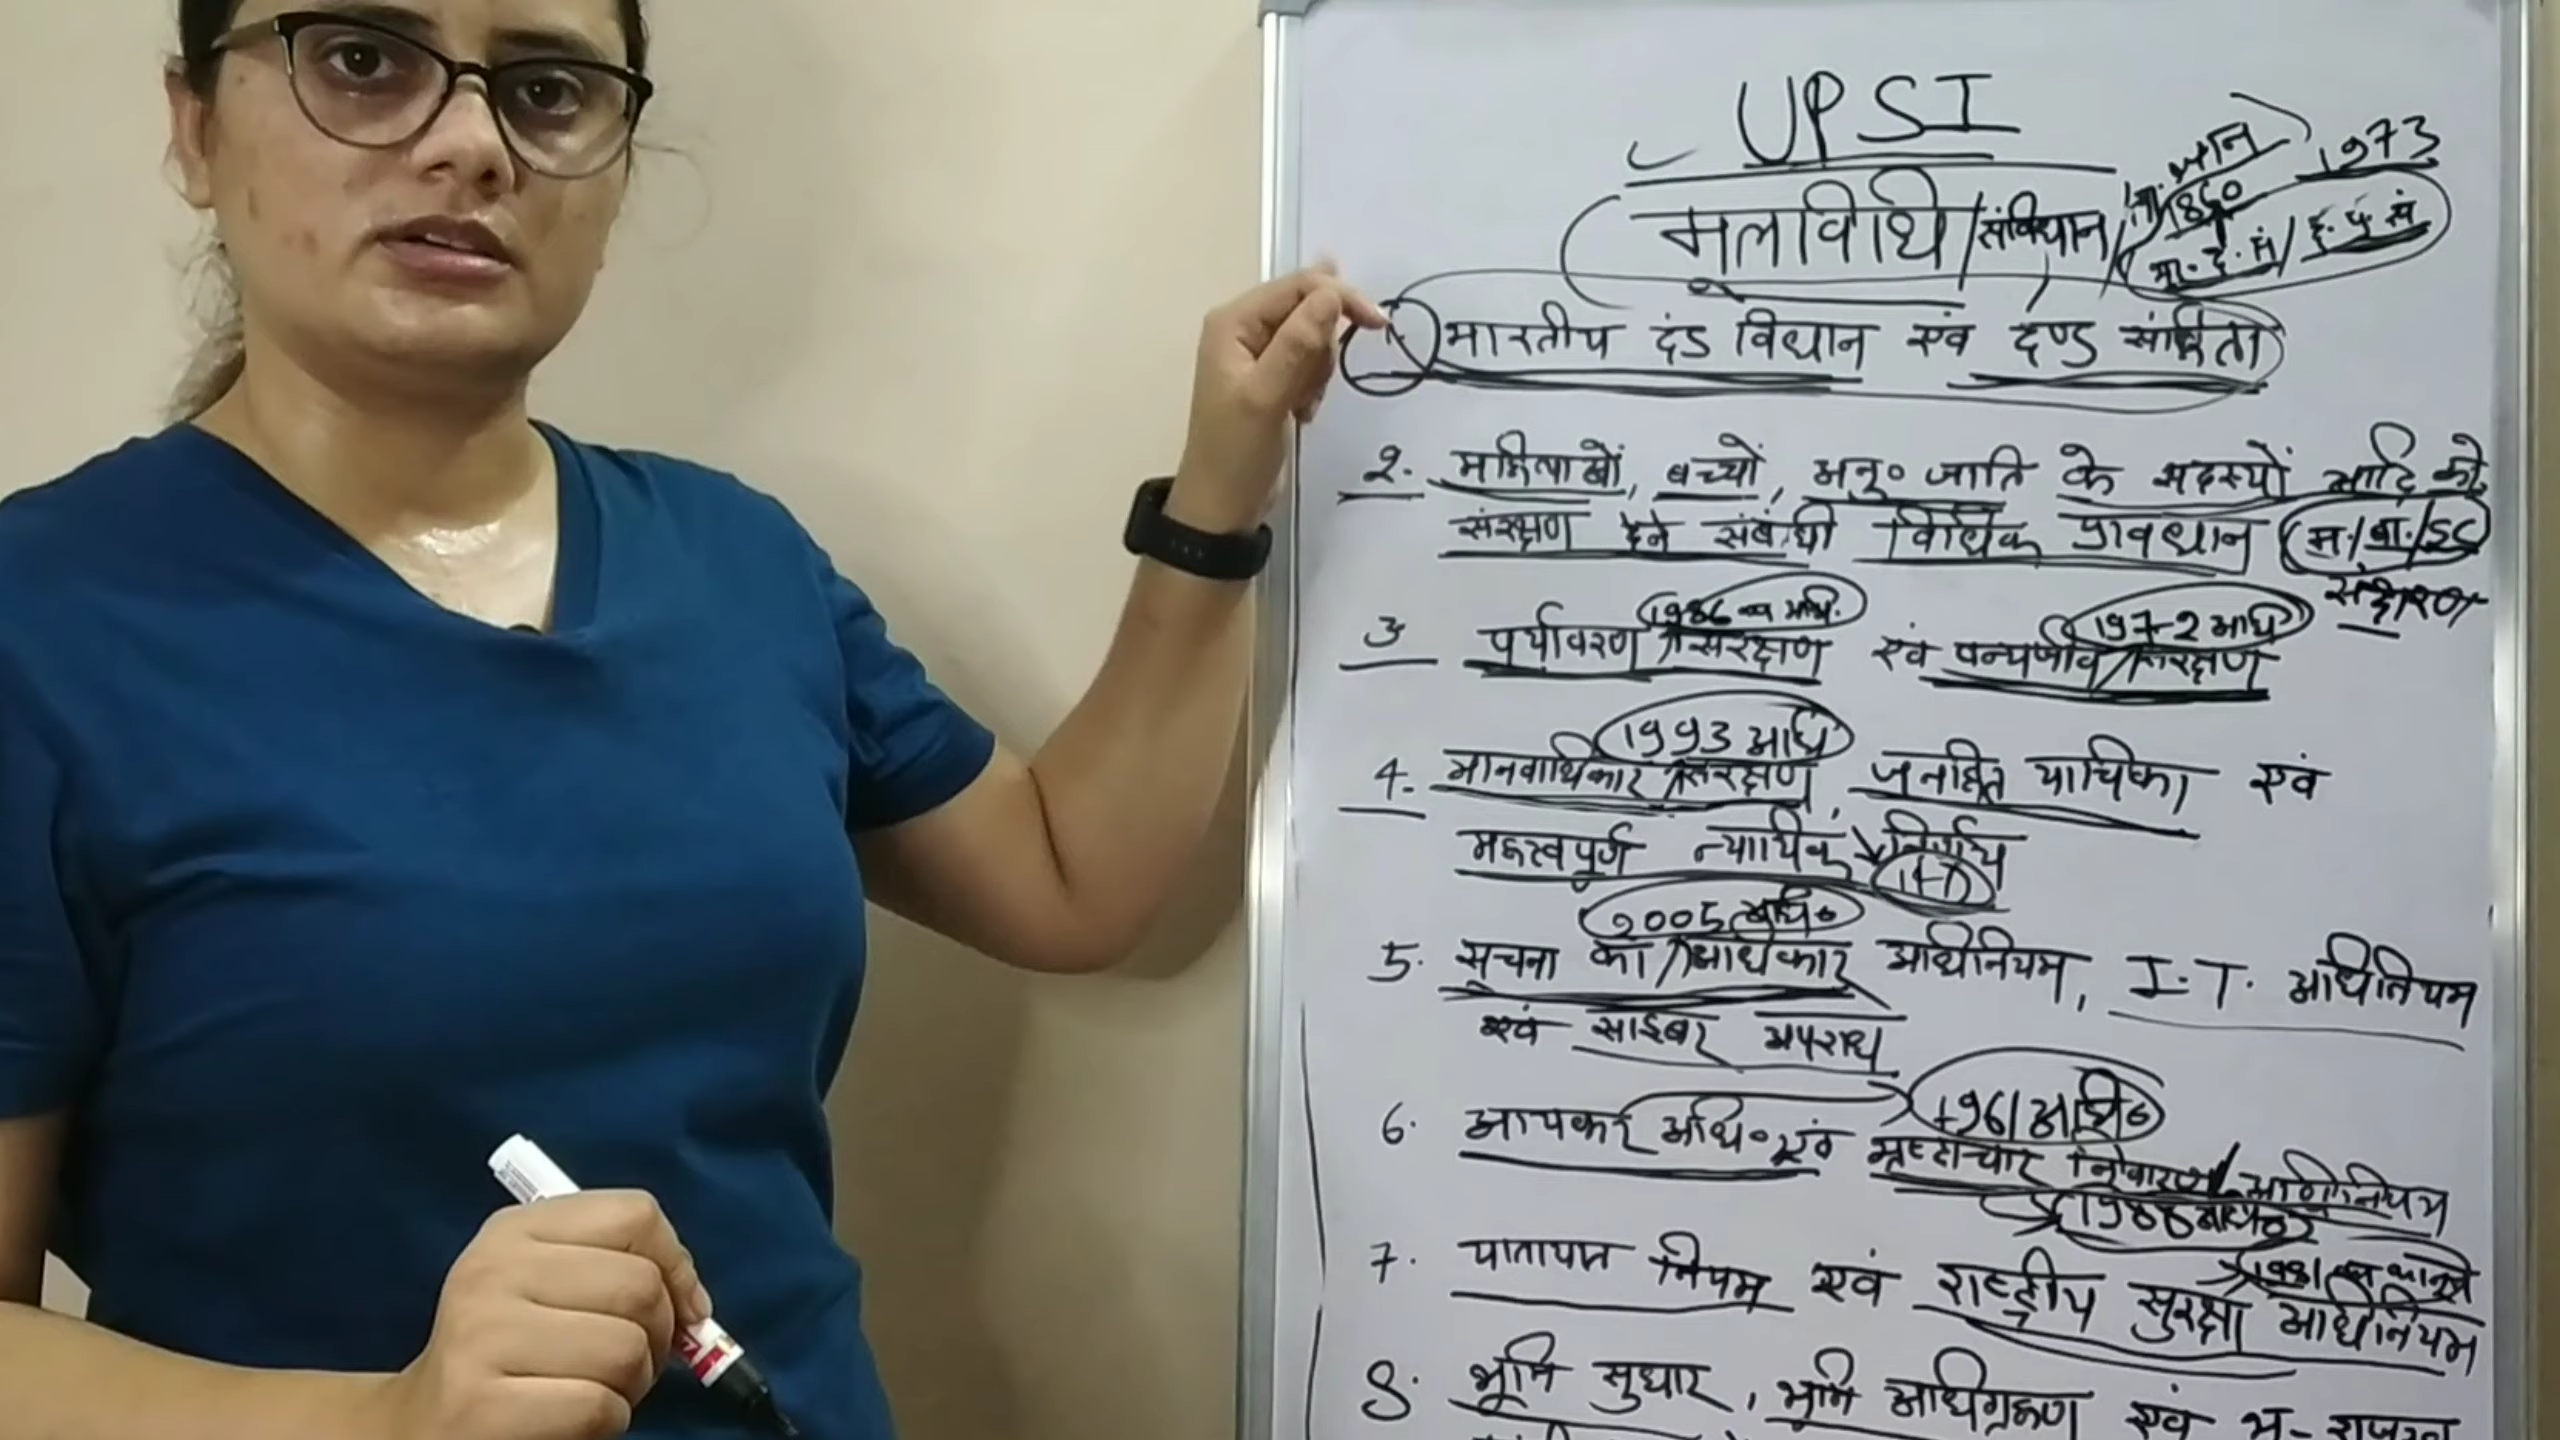 UPSI
1973
1860
मूलविधि/संविधान/ भा.दं.सं/
1. भारतीय दंड विधान एवं दण्ड संहिता
2. महिलाओं, बच्चों, अनु० जाति के सदस्यों आदि को
संरक्षण देने संबंधी विधिक प्रावधान म./बा./SC
संरक्षण
1986 का अधि. 1972 अधि
3 पर्यावरण संरक्षण एवं वन्यजीव संरक्षण
1993 अधि
4. मानवाधिकार संरक्षण, जनहित याचिका एवं
महत्वपूर्ण न्यायिक निर्णय
2005 अधि०
5. सूचना का अधिकार अधिनियम, I.T. अधिनियम
एवं साइबर अपराध
1961 अधि०
6. आयकर अधि० एवं भ्रष्टाचार निवारण अधिनियम
1988
7. यातायात नियम एवं राष्ट्रीय सुरक्षा अधिनियम
8. भूमि सुधार, भूमि अधिग्रहण एवं भू-राजस्व